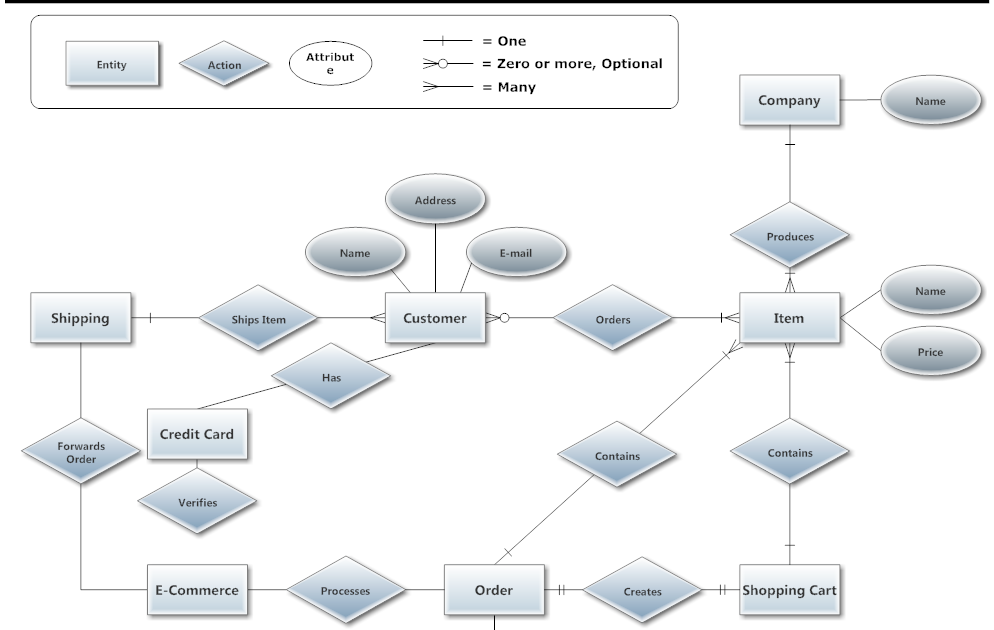 Entity
Action
Attribut
e
= One
= Zero or more, Optional
= Many
Company
Name
Address
Produces
Name
E-mail
Name
Shipping
Ships Item
Customer
Orders
Item
Price
Has
Credit Card
Forwards
Order
Contains
Contains
Verifies
E-Commerce
Processes
Order
Creates
Shopping Cart